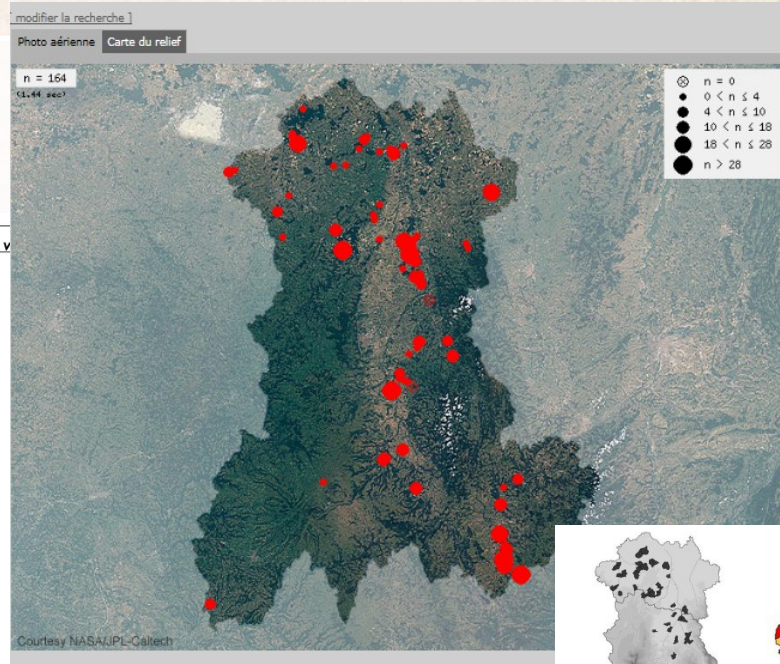 [ modifier la recherche ]
Photo aérienne Carte du relief
n = 164
(1.44 sec)
n = 0
0 < n ≤ 4
4 < n ≤ 10
10 < n ≤ 18
18 < n ≤ 28
n > 28
v
Courtesy NASA/JPL-Caltech